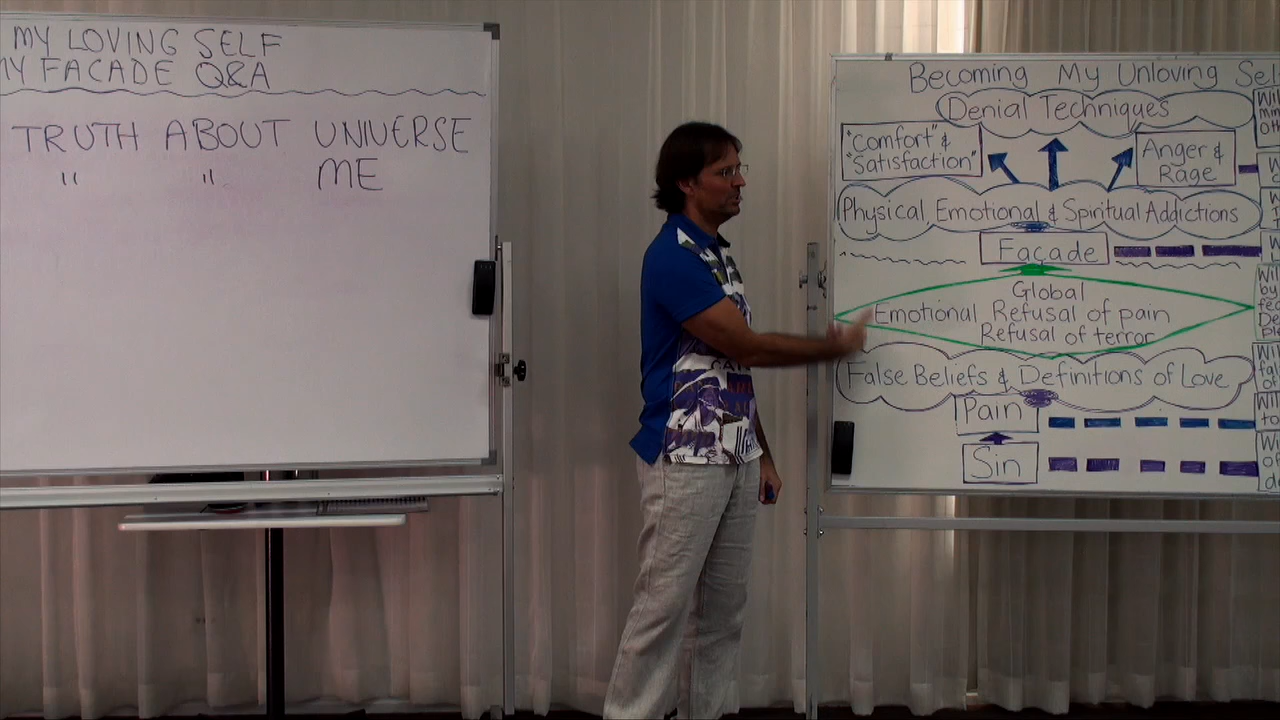 MY LOVING SELF
MY FACADE Q&A
TRUTH ABOUT UNIVERSE
" " ME
Becoming My Unloving Sel
Denial Techniques
"Comfort" &
"Satisfaction"
Anger &
Rage
Physical, Emotional & Spiritual Addictions
Façade
Global
Emotional Refusal of pain
Refusal of terror
False Beliefs & Definitions of Love
Pain
Sin